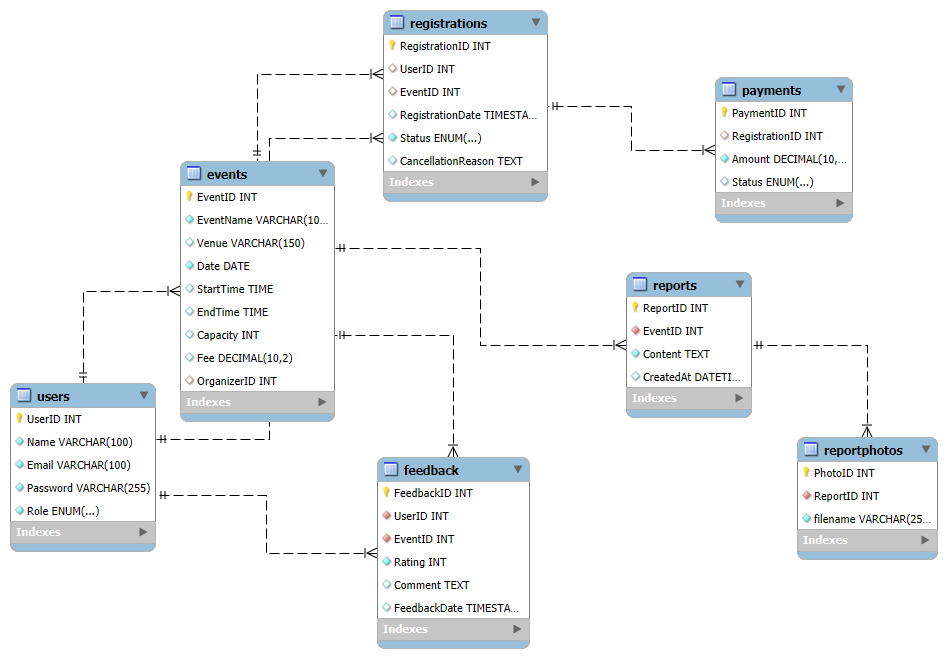 registrations
RegistrationID INT
UserID INT
EventID INT
RegistrationDate TIMESTA...
Status ENUM(...)
CancellationReason TEXT
Indexes
payments
PaymentID INT
RegistrationID INT
Amount DECIMAL(10,...
Status ENUM(...)
Indexes
events
EventID INT
EventName VARCHAR(10...
Venue VARCHAR(150)
Date DATE
StartTime TIME
EndTime TIME
Capacity INT
Fee DECIMAL(10,2)
OrganizerID INT
Indexes
reports
ReportID INT
EventID INT
Content TEXT
CreatedAt DATETI...
Indexes
users
UserID INT
Name VARCHAR(100)
Email VARCHAR(100)
Password VARCHAR(255)
Role ENUM(...)
Indexes
feedback
FeedbackID INT
UserID INT
EventID INT
Rating INT
Comment TEXT
FeedbackDate TIMESTA...
Indexes
reportphotos
PhotoID INT
ReportID INT
filename VARCHAR(25...
Indexes